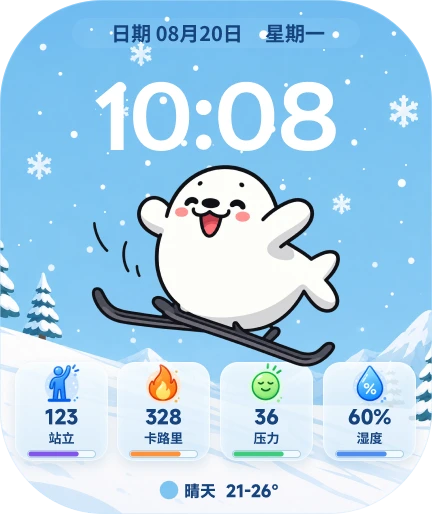 日期 08月20日 星期一
10:08
123 328 36 60%
站立 卡路里 压力 湿度
晴天 21-26°